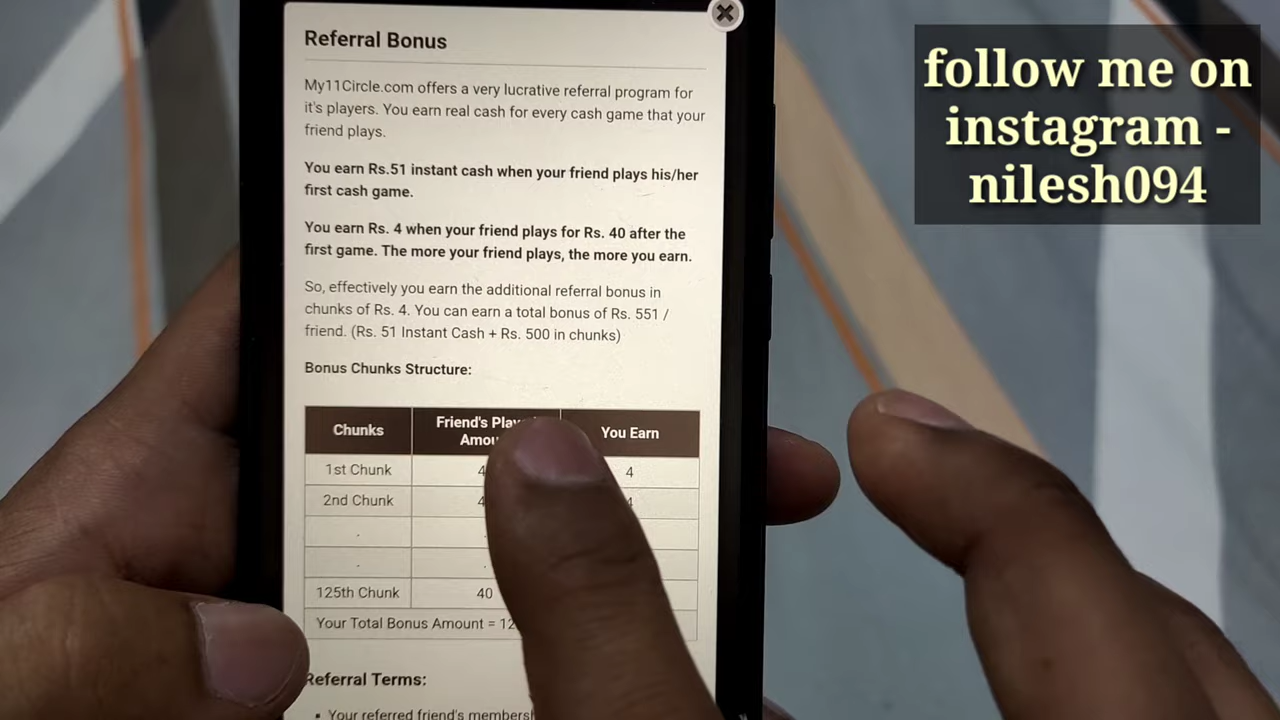 Referral Bonus
My11Circle.com offers a very lucrative referral program for
it's players. You earn real cash for every cash game that your
friend plays.
You earn Rs.51 instant cash when your friend plays his/her
first cash game.
You earn Rs. 4 when your friend plays for Rs. 40 after the
first game. The more your friend plays, the more you earn.
So, effectively you earn the additional referral bonus in
chunks of Rs. 4. You can earn a total bonus of Rs. 551 /
friend. (Rs. 51 Instant Cash + Rs. 500 in chunks)
Bonus Chunks Structure:
Chunks Friend's You Earn
1st Chunk 4
2nd Chunk
.
.
125th Chunk 40
Your Total Bonus Amount =
Referral Terms:
▪ Your referred friend's
follow me on
instagram -
nilesh094